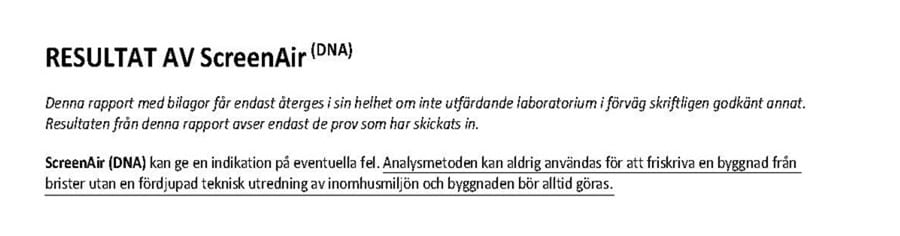 RESULTAT AV ScreenAir (DNA)
Denna rapport med bilagor får endast återges i sin helhet om inte utfärdande laboratorium i förväg skriftligen godkänt annat.
Resultaten från denna rapport avser endast de prov som har skickats in.
ScreenAir (DNA) kan ge en indikation på eventuella fel. Analysmetoden kan aldrig användas för att friskriva en byggnad från
brister utan en fördjupad teknisk utredning av inomhusmiljön och byggnaden bör alltid göras.